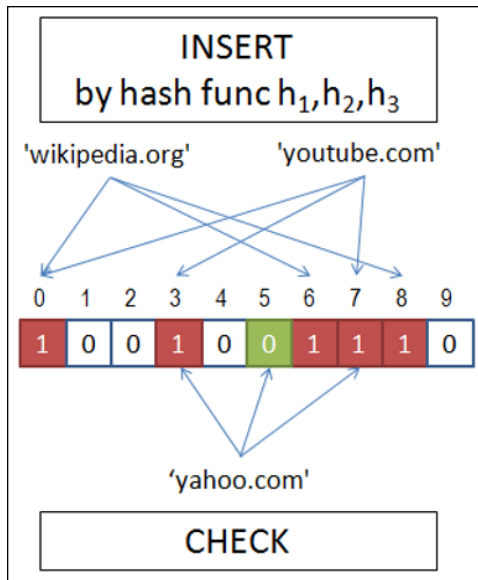 INSERT
by hash func h₁,h₂,h₃
'wikipedia.org' 'youtube.com'
0 1 2 3 4 5 6 7 8 9
1 0 0 1 0 0 1 1 1 0
‘yahoo.com'
CHECK